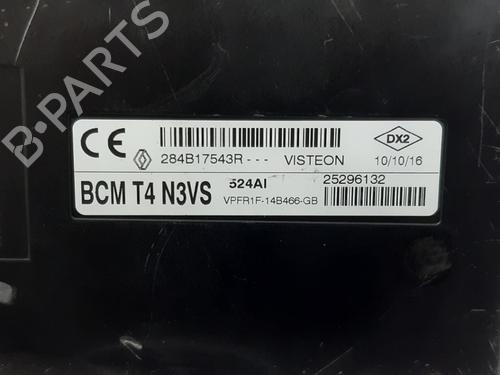 B-PARTS
CE 284B17543R--- VISTEON DX2 10/10/16
BCM T4 N3VS 524AI 25296132
VPFR1F-14B466-GB